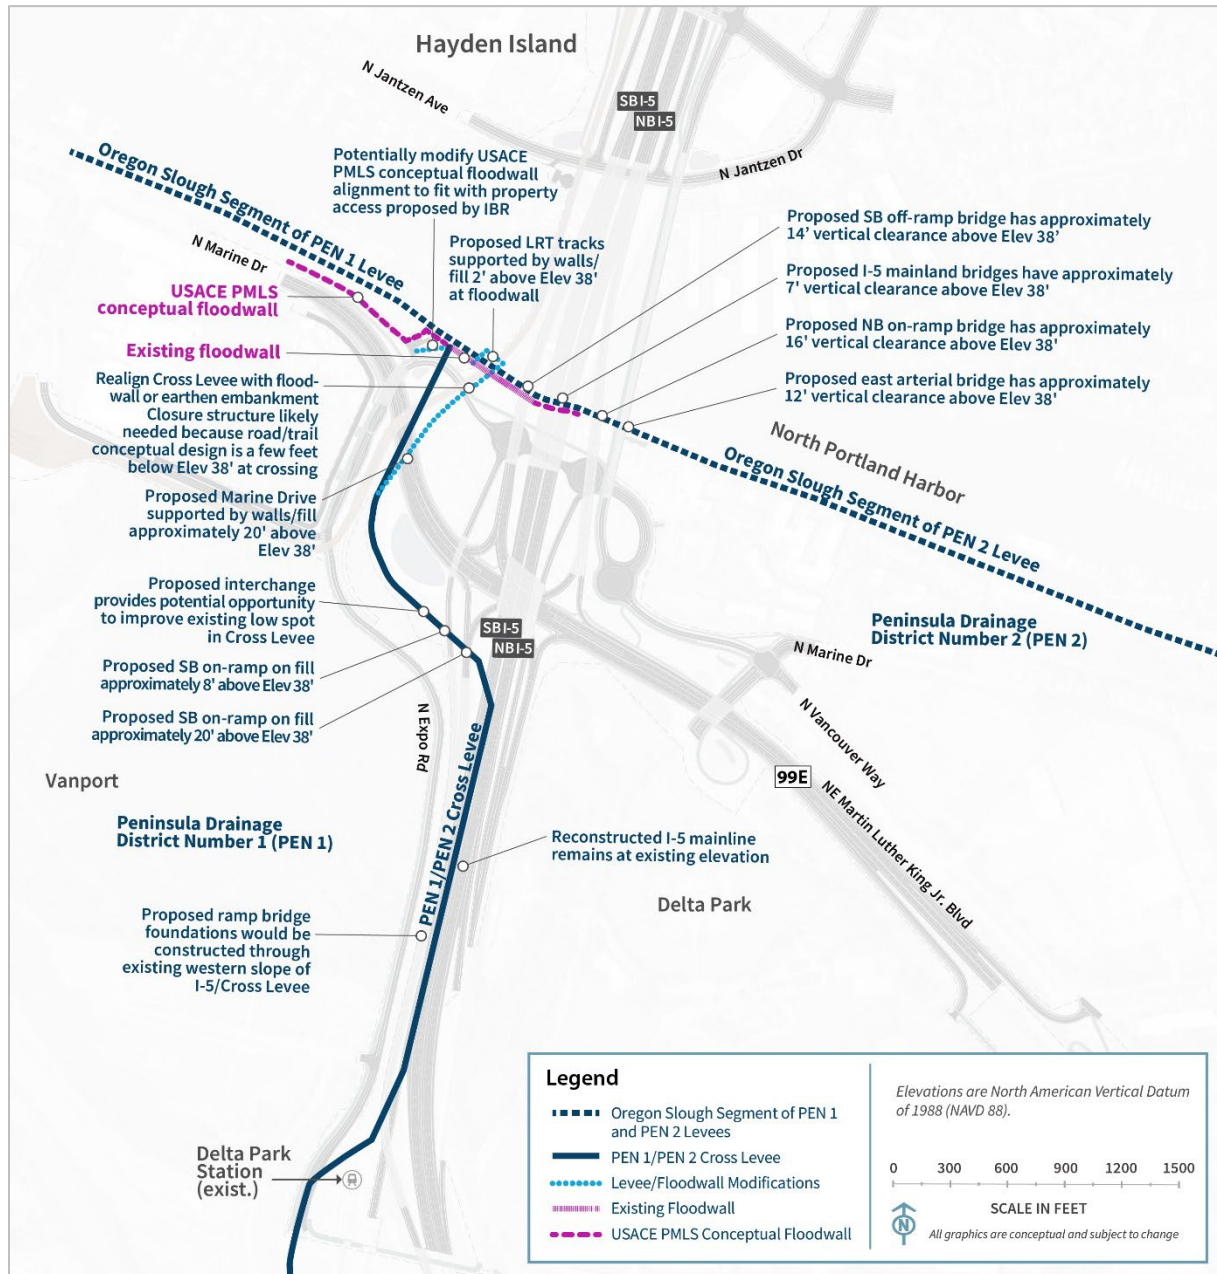 Hayden Island
N Jantzen Ave
SB I-5
NB I-5
N Jantzen Dr
Oregon Slough Segment of PEN 1 Levee
Potentially modify USACE
PMLS conceptual floodwall
alignment to fit with property
access proposed by IBR
N Marine Dr
Proposed LRT tracks
supported by walls/
fill 2' above Elev 38'
at floodwall
Proposed SB off-ramp bridge has approximately
14' vertical clearance above Elev 38'
Proposed I-5 mainland bridges have approximately
7' vertical clearance above Elev 38'
Proposed NB on-ramp bridge has approximately
16' vertical clearance above Elev 38'
Proposed east arterial bridge has approximately
12' vertical clearance above Elev 38'
USACE PMLS
conceptual floodwall
Existing floodwall
Realign Cross Levee with flood-
wall or earthen embankment
Closure structure likely
needed because road/trail
conceptual design is a few feet
below Elev 38' at crossing
Proposed Marine Drive
supported by walls/fill
approximately 20' above
Elev 38'
North Portland Harbor
Oregon Slough Segment of PEN 2 Levee
Proposed interchange
provides potential opportunity
to improve existing low spot
in Cross Levee
Proposed SB on-ramp on fill
approximately 8' above Elev 38'
Proposed SB on-ramp on fill
approximately 20' above Elev 38'
SB I-5
NB I-5
Peninsula Drainage
District Number 2 (PEN 2)
N Marine Dr
N Vancouver Way
N Expo Rd
99E
NE Martin Luther King Jr. Blvd
Vanport
Peninsula Drainage
District Number 1 (PEN 1)
PEN 1/PEN 2 Cross Levee
Reconstructed I-5 mainline
remains at existing elevation
Delta Park
Proposed ramp bridge
foundations would be
constructed through
existing western slope of
I-5/Cross Levee
Delta Park
Station
(exist.)
Legend
Oregon Slough Segment of PEN 1
and PEN 2 Levees
PEN 1/PEN 2 Cross Levee
Levee/Floodwall Modifications
Existing Floodwall
USACE PMLS Conceptual Floodwall
Elevations are North American Vertical Datum
of 1988 (NAVD 88).
0 300 600 900 1200 1500
SCALE IN FEET
N
All graphics are conceptual and subject to change